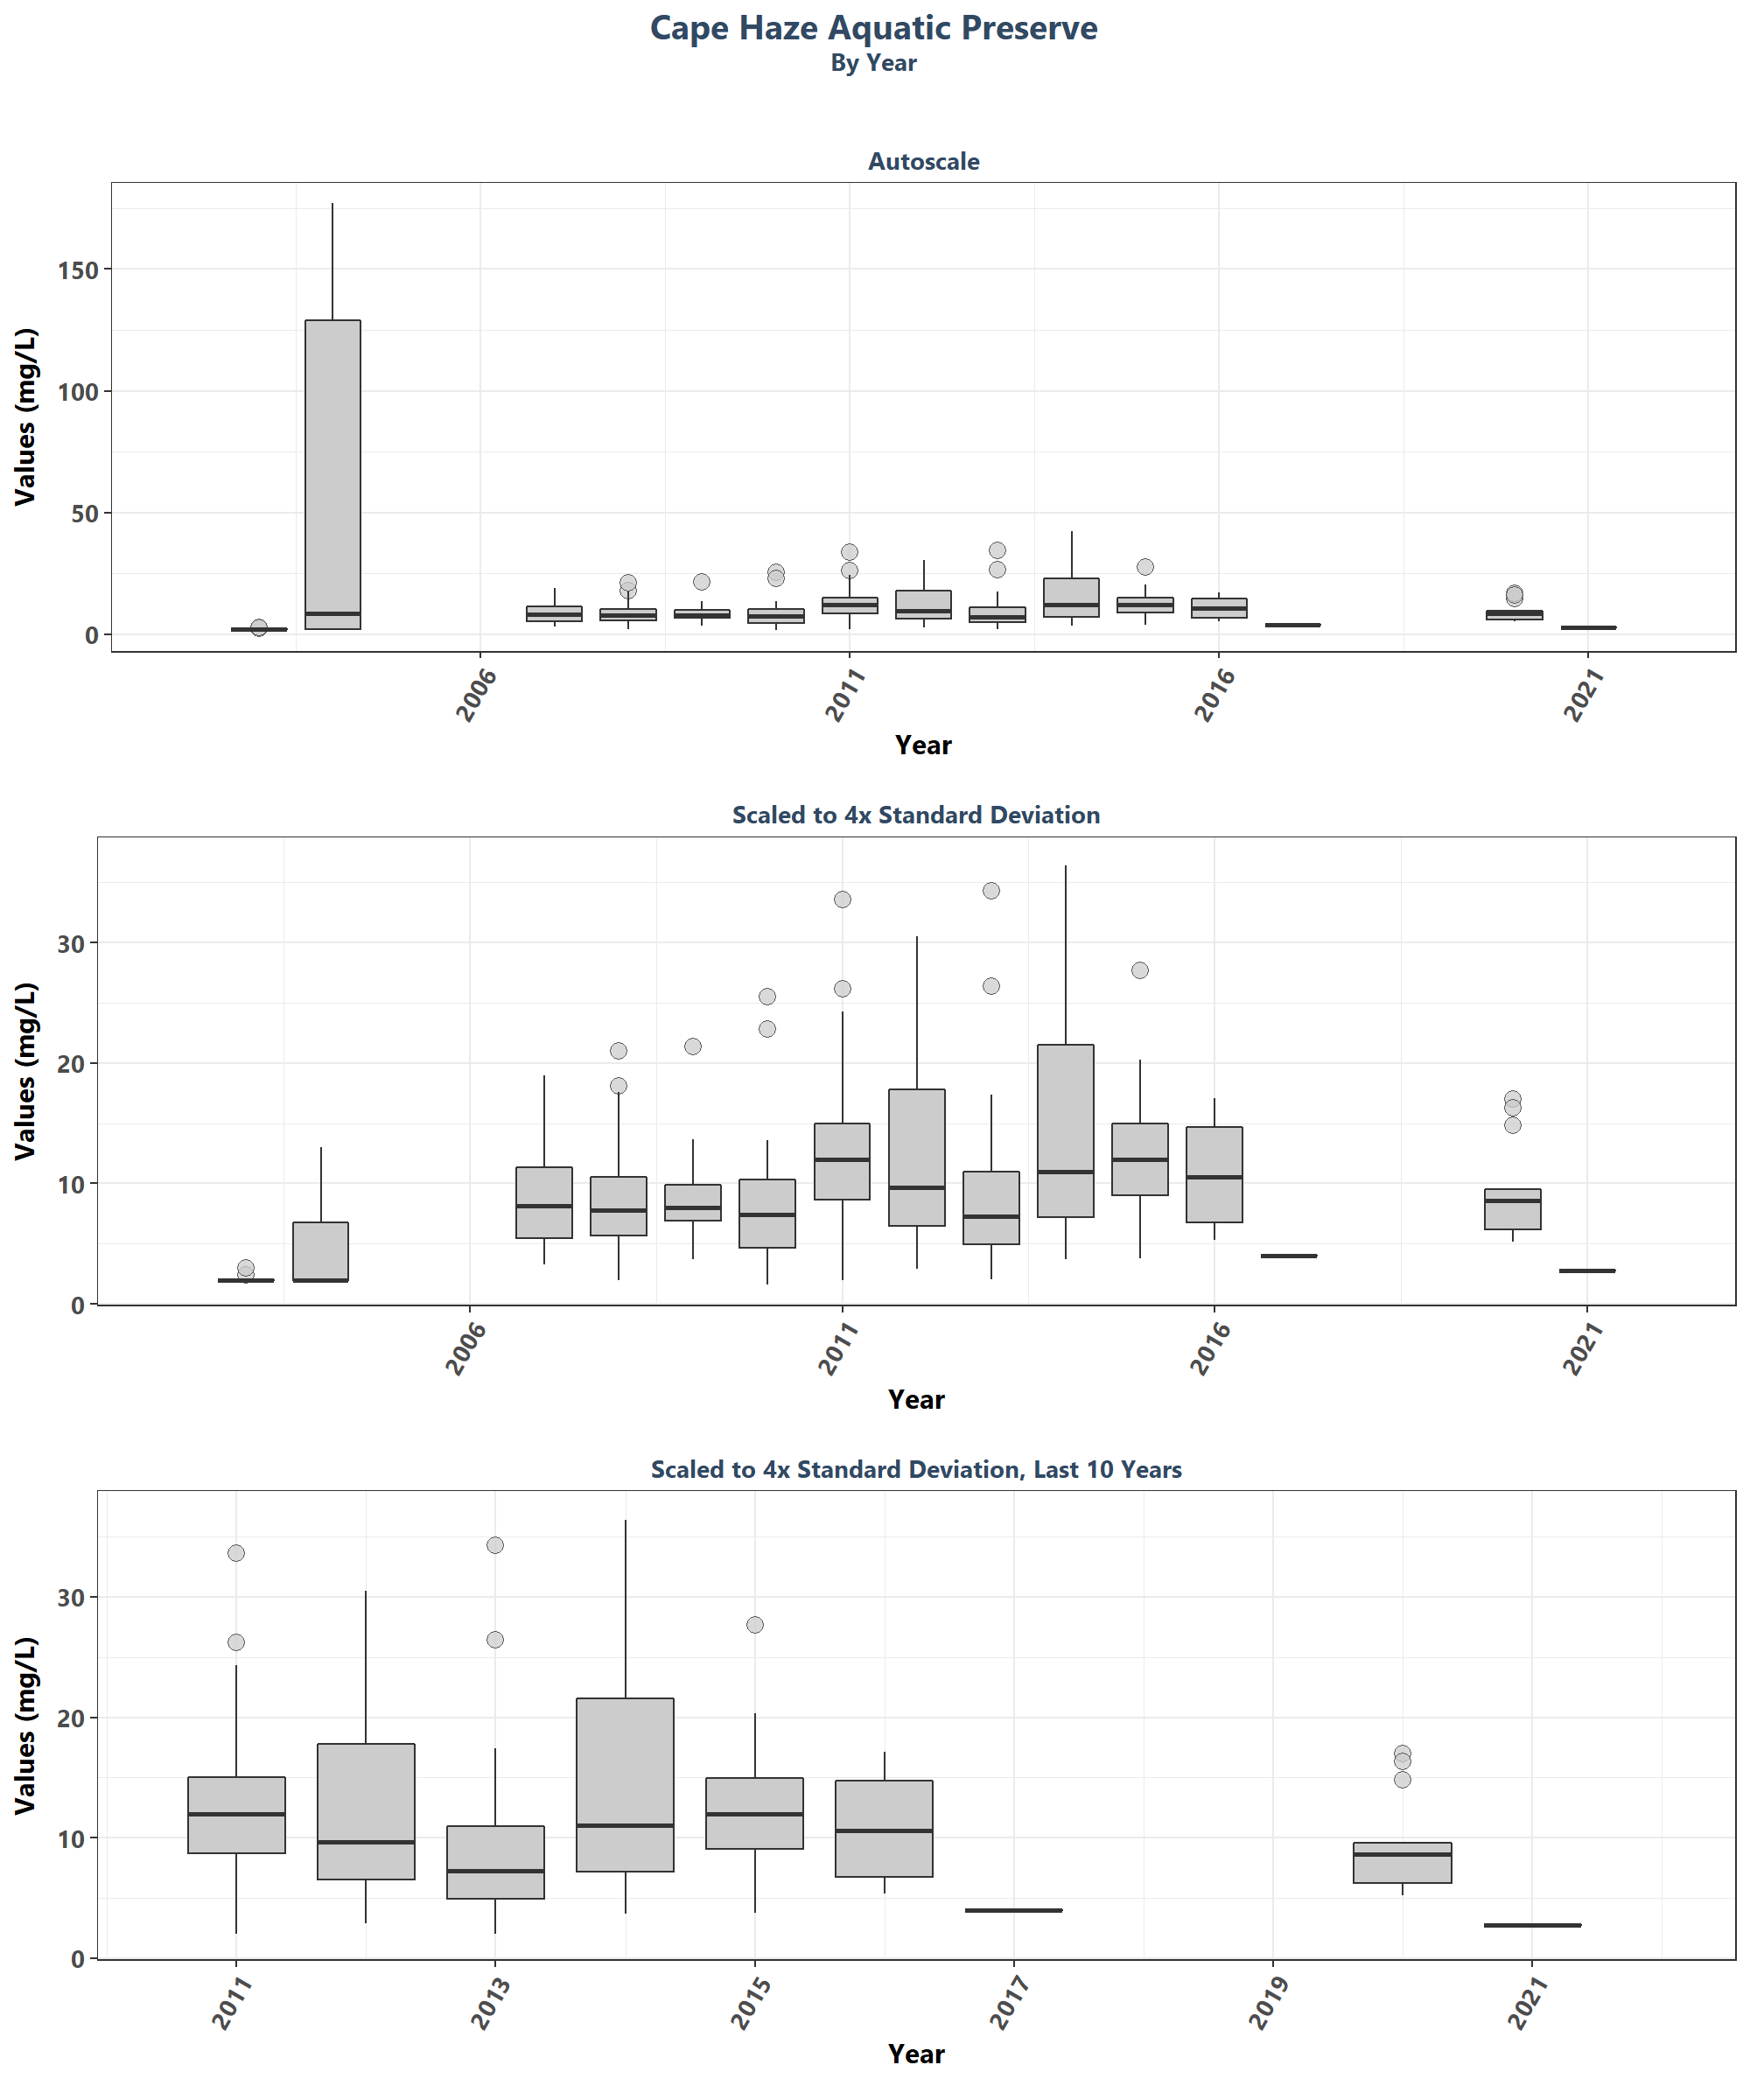 Cape Haze Aquatic Preserve
By Year
Autoscale
Values (mg/L)
150
100
50
0
2006 2011 2016 2021
Year
Scaled to 4x Standard Deviation
Values (mg/L)
30
20
10
0
2006 2011 2016 2021
Year
Scaled to 4x Standard Deviation, Last 10 Years
Values (mg/L)
30
20
10
0
2011 2013 2015 2017 2019 2021
Year